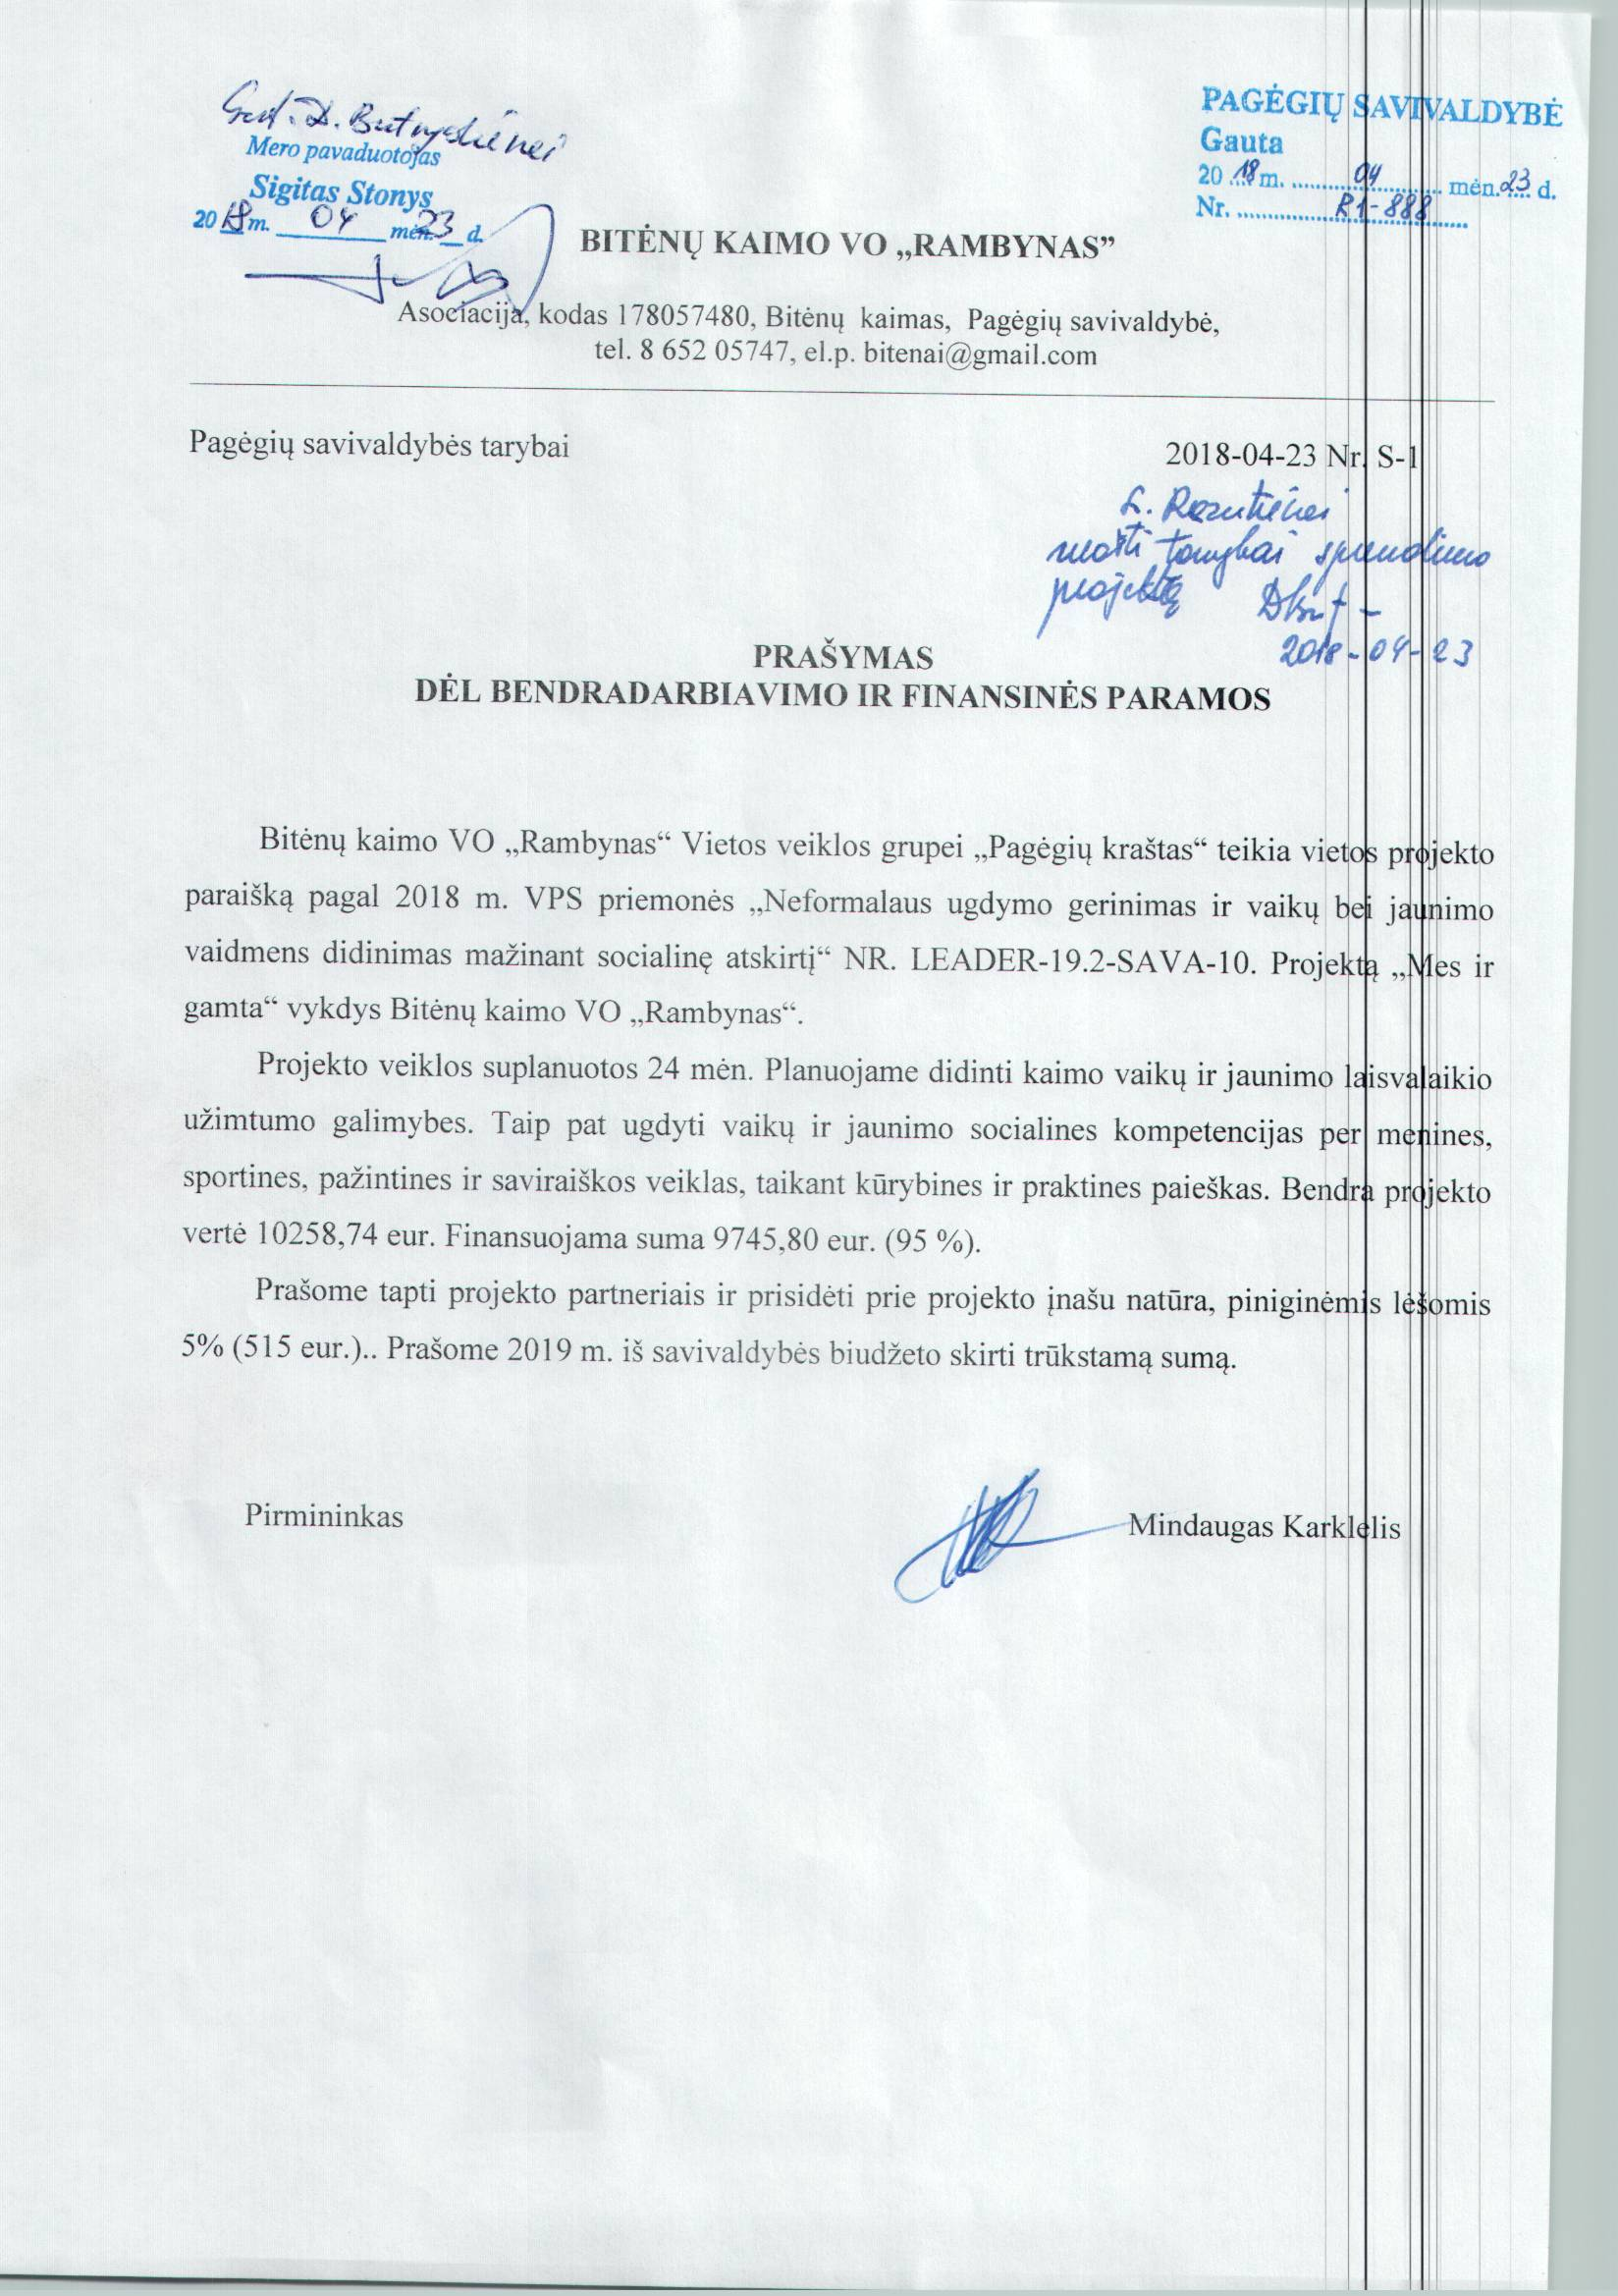 PAGĖGIŲ SAVIVALDYBĖ
Gauta
2018 m. 04 mėn. 23 d.
Nr. R1-888
D.
Mero pavaduotojas
Sigitas Stonys
2018 m. 04 mėn. 23 d.
BITĖNŲ KAIMO VO „RAMBYNAS”
Asociacija, kodas 178057480, Bitėnų kaimas, Pagėgių savivaldybė,
tel. 8 652 05747, el.p. bitenai@gmail.com
Pagėgių savivaldybės tarybai
2018-04-23 Nr. S-1
ruošti tarybai sprendimo
projektą
2018-04-23
PRAŠYMAS
DĖL BENDRADARBIAVIMO IR FINANSINĖS PARAMOS
Bitėnų kaimo VO „Rambynas“ Vietos veiklos grupei „Pagėgių kraštas“ teikia vietos projekto
paraišką pagal 2018 m. VPS priemonės „Neformalaus ugdymo gerinimas ir vaikų bei jaunimo
vaidmens didinimas mažinant socialinę atskirtį“ NR. LEADER-19.2-SAVA-10. Projektą „Mes ir
gamta“ vykdys Bitėnų kaimo VO „Rambynas“.
Projekto veiklos suplanuotos 24 mėn. Planuojame didinti kaimo vaikų ir jaunimo laisvalaikio
užimtumo galimybes. Taip pat ugdyti vaikų ir jaunimo socialines kompetencijas per menines,
sportines, pažintines ir saviraiškos veiklas, taikant kūrybines ir praktines paieškas. Bendra projekto
vertė 10258,74 eur. Finansuojama suma 9745,80 eur. (95 %).
Prašome tapti projekto partneriais ir prisidėti prie projekto įnašu natūra, piniginėmis lėšomis
5% (515 eur.).. Prašome 2019 m. iš savivaldybės biudžeto skirti trūkstamą sumą.
Pirmininkas
Mindaugas Karklelis